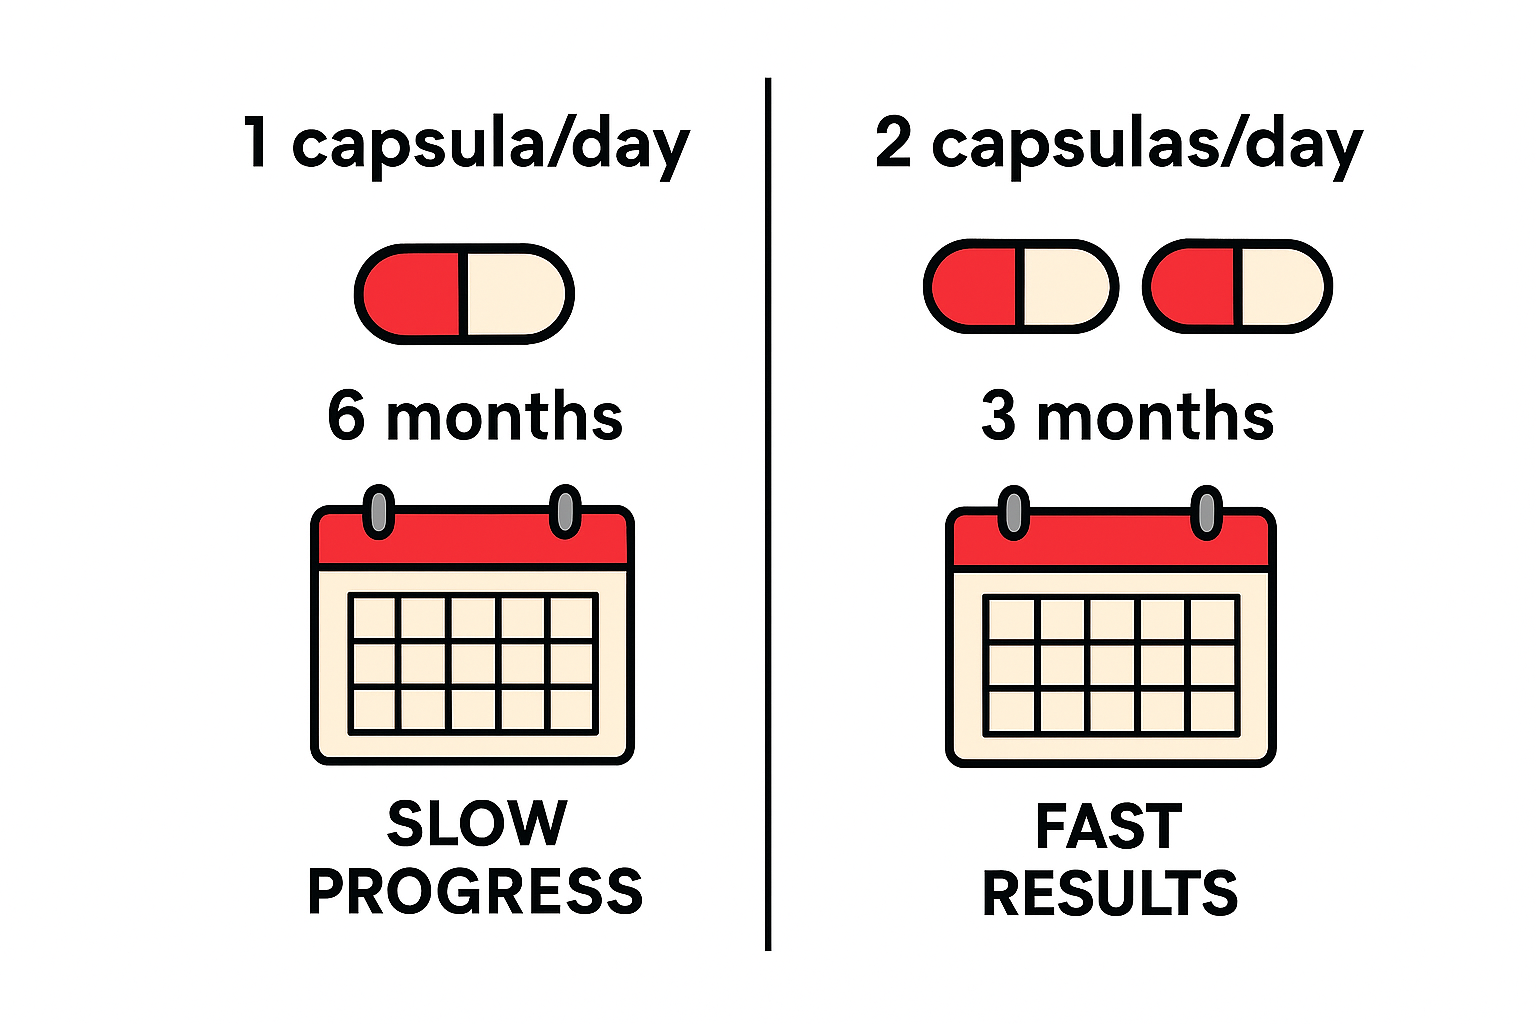 1 capsula/day
6 months
SLOW
PROGRESS
2 capsulas/day
3 months
FAST
RESULTS